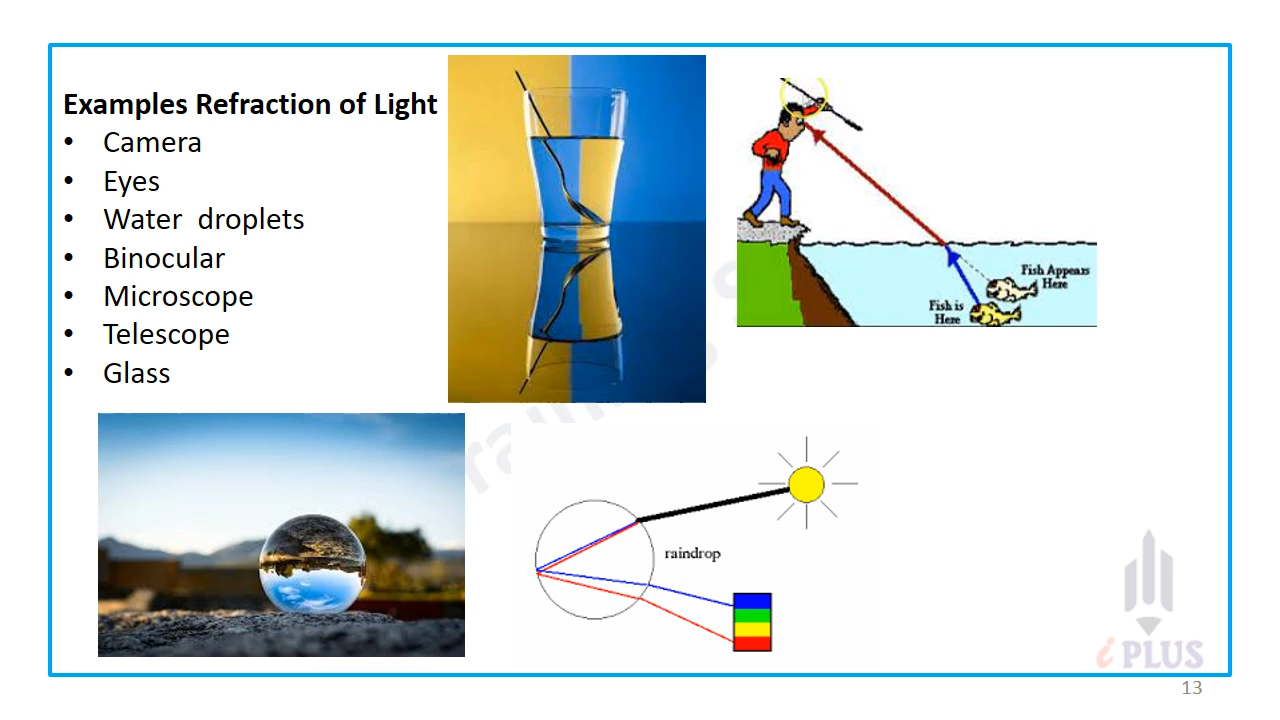 Examples Refraction of Light
• Camera
• Eyes
• Water droplets
• Binocular
• Microscope
• Telescope
• Glass
Fish Appears
Here
Fish is
Here
raindrop
i PLUS
13